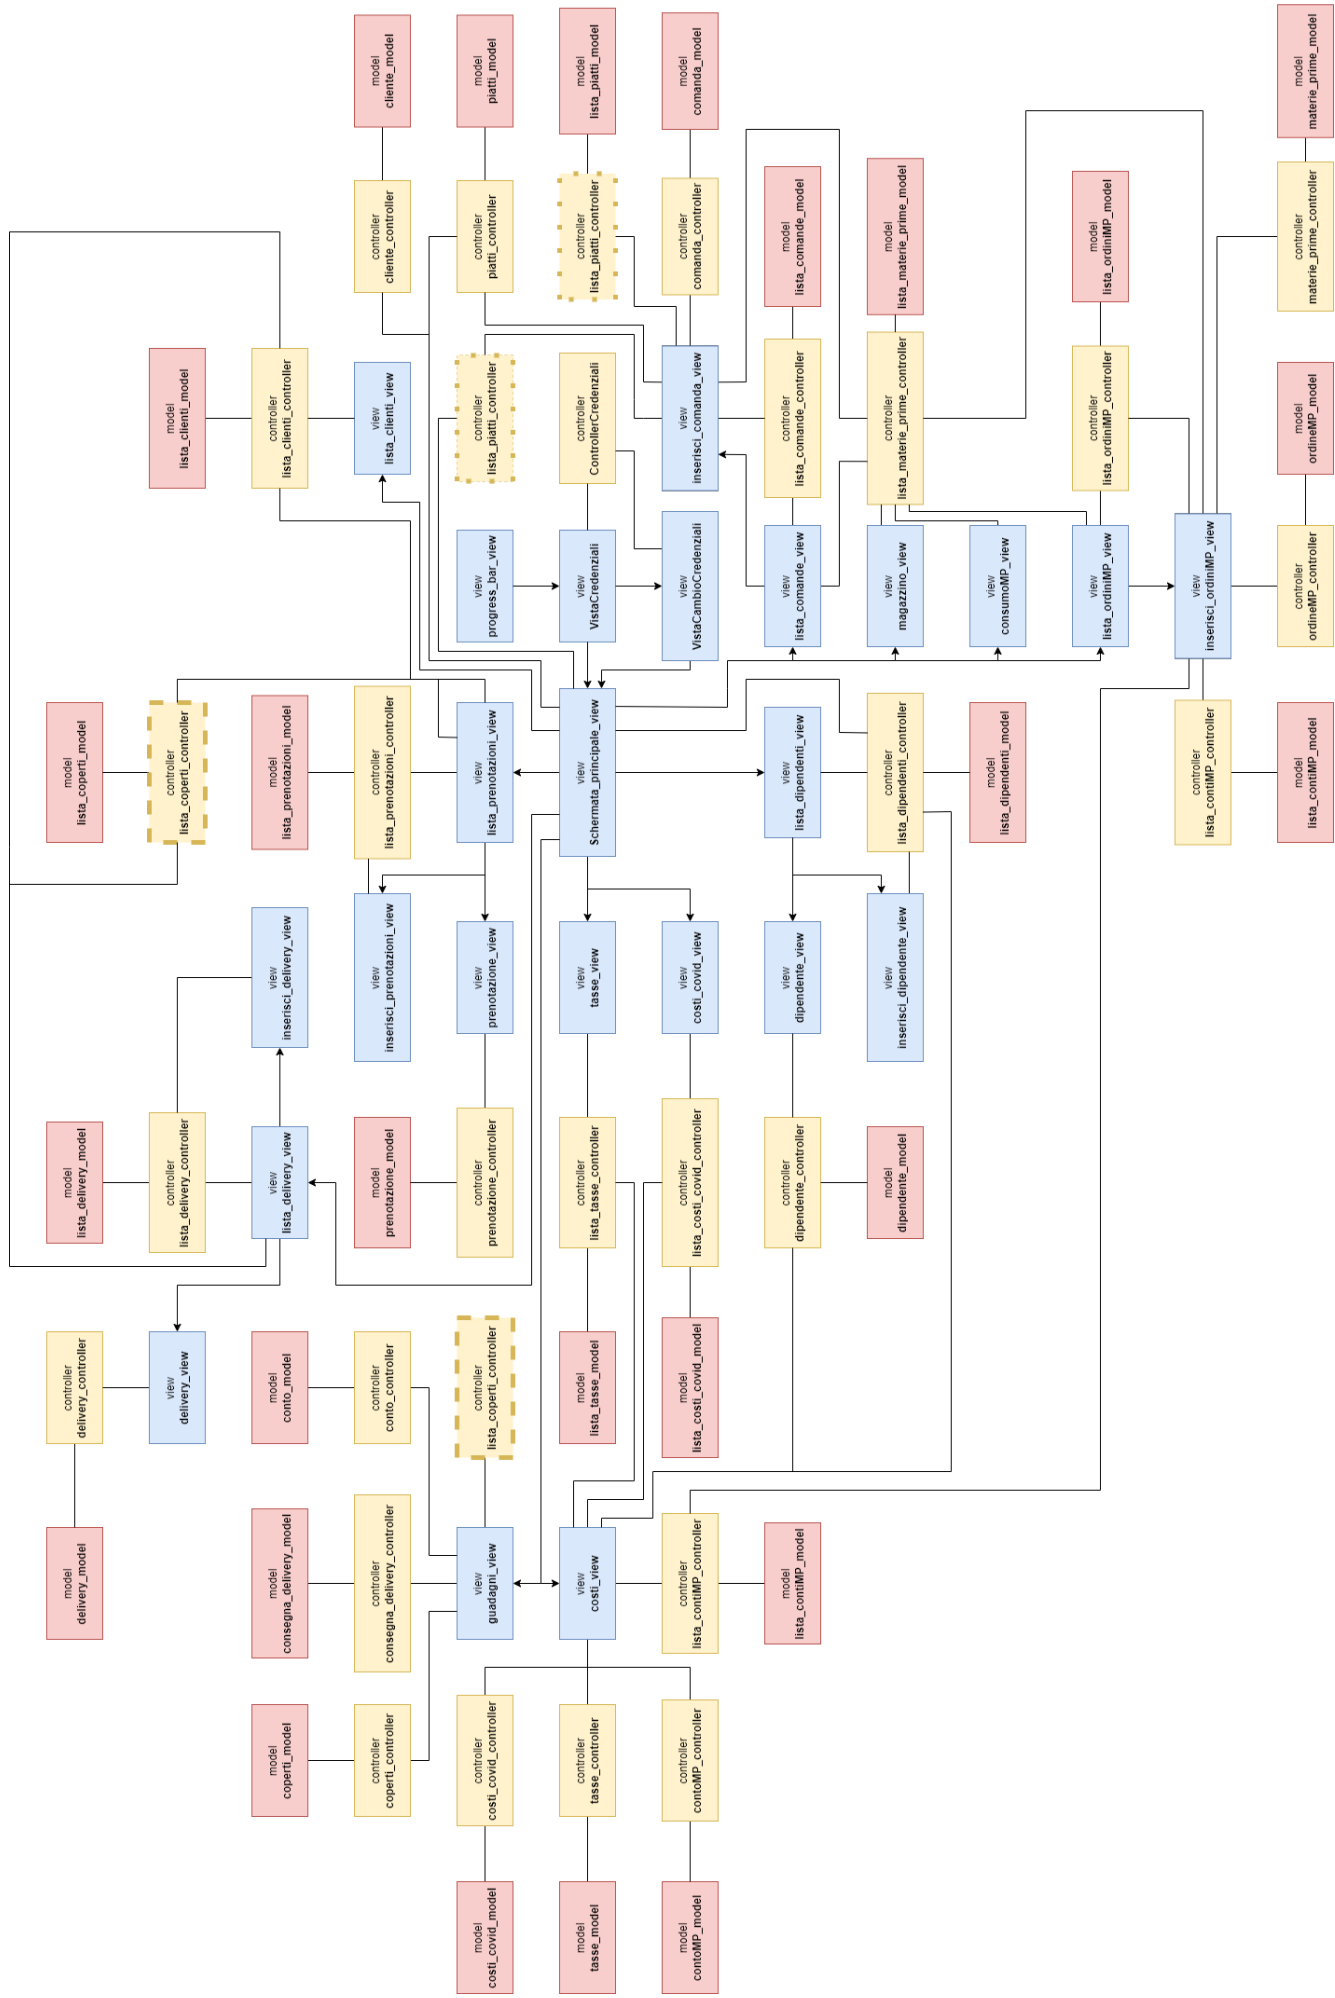 model
cliente_model
model
piatti_model
model
lista_piatti_model
model
comanda_model
model
materie_prime_model
controller
cliente_controller
controller
piatti_controller
controller
lista_piatti_controller
controller
comanda_controller
model
lista_comande_model
model
lista_materie_prime_model
model
lista_ordiniMP_model
controller
materie_prime_controller
model
lista_clienti_model
controller
lista_clienti_controller
view
lista_clienti_view
controller
lista_piatti_controller
controller
ControllerCredenziali
view
inserisci_comanda_view
controller
lista_comande_controller
controller
lista_materie_prime_controller
controller
lista_ordiniMP_controller
model
ordineMP_model
view
progress_bar_view
view
VistaCredenziali
view
VistaCambioCredenziali
view
lista_comande_view
view
magazzino_view
view
consumoMP_view
view
lista_ordiniMP_view
view
inserisci_ordiniMP_view
controller
ordineMP_controller
model
lista_coperti_model
controller
lista_coperti_controller
model
lista_prenotazioni_model
controller
lista_prenotazioni_controller
view
lista_prenotazioni_view
view
Schermata_principale_view
view
lista_dipendenti_view
controller
lista_dipendenti_controller
model
lista_dipendenti_model
controller
lista_contiMP_controller
model
lista_contiMP_model
view
inserisci_delivery_view
view
inserisci_prenotazioni_view
view
prenotazione_view
view
tasse_view
view
costi_covid_view
view
dipendente_view
view
inserisci_dipendente_view
model
lista_delivery_model
controller
lista_delivery_controller
view
lista_delivery_view
model
prenotazione_model
controller
prenotazione_controller
controller
lista_tasse_controller
controller
lista_costi_covid_controller
controller
dipendente_controller
model
dipendente_model
controller
delivery_controller
view
delivery_view
model
conto_model
controller
conto_controller
controller
lista_coperti_controller
model
lista_tasse_model
model
lista_costi_covid_model
model
delivery_model
model
consegna_delivery_model
controller
consegna_delivery_controller
view
guadagni_view
view
costi_view
controller
lista_contiMP_controller
model
lista_contiMP_model
model
coperti_model
controller
coperti_controller
controller
costi_covid_controller
controller
tasse_controller
controller
contoMP_controller
model
costi_covid_model
model
tasse_model
model
contoMP_model